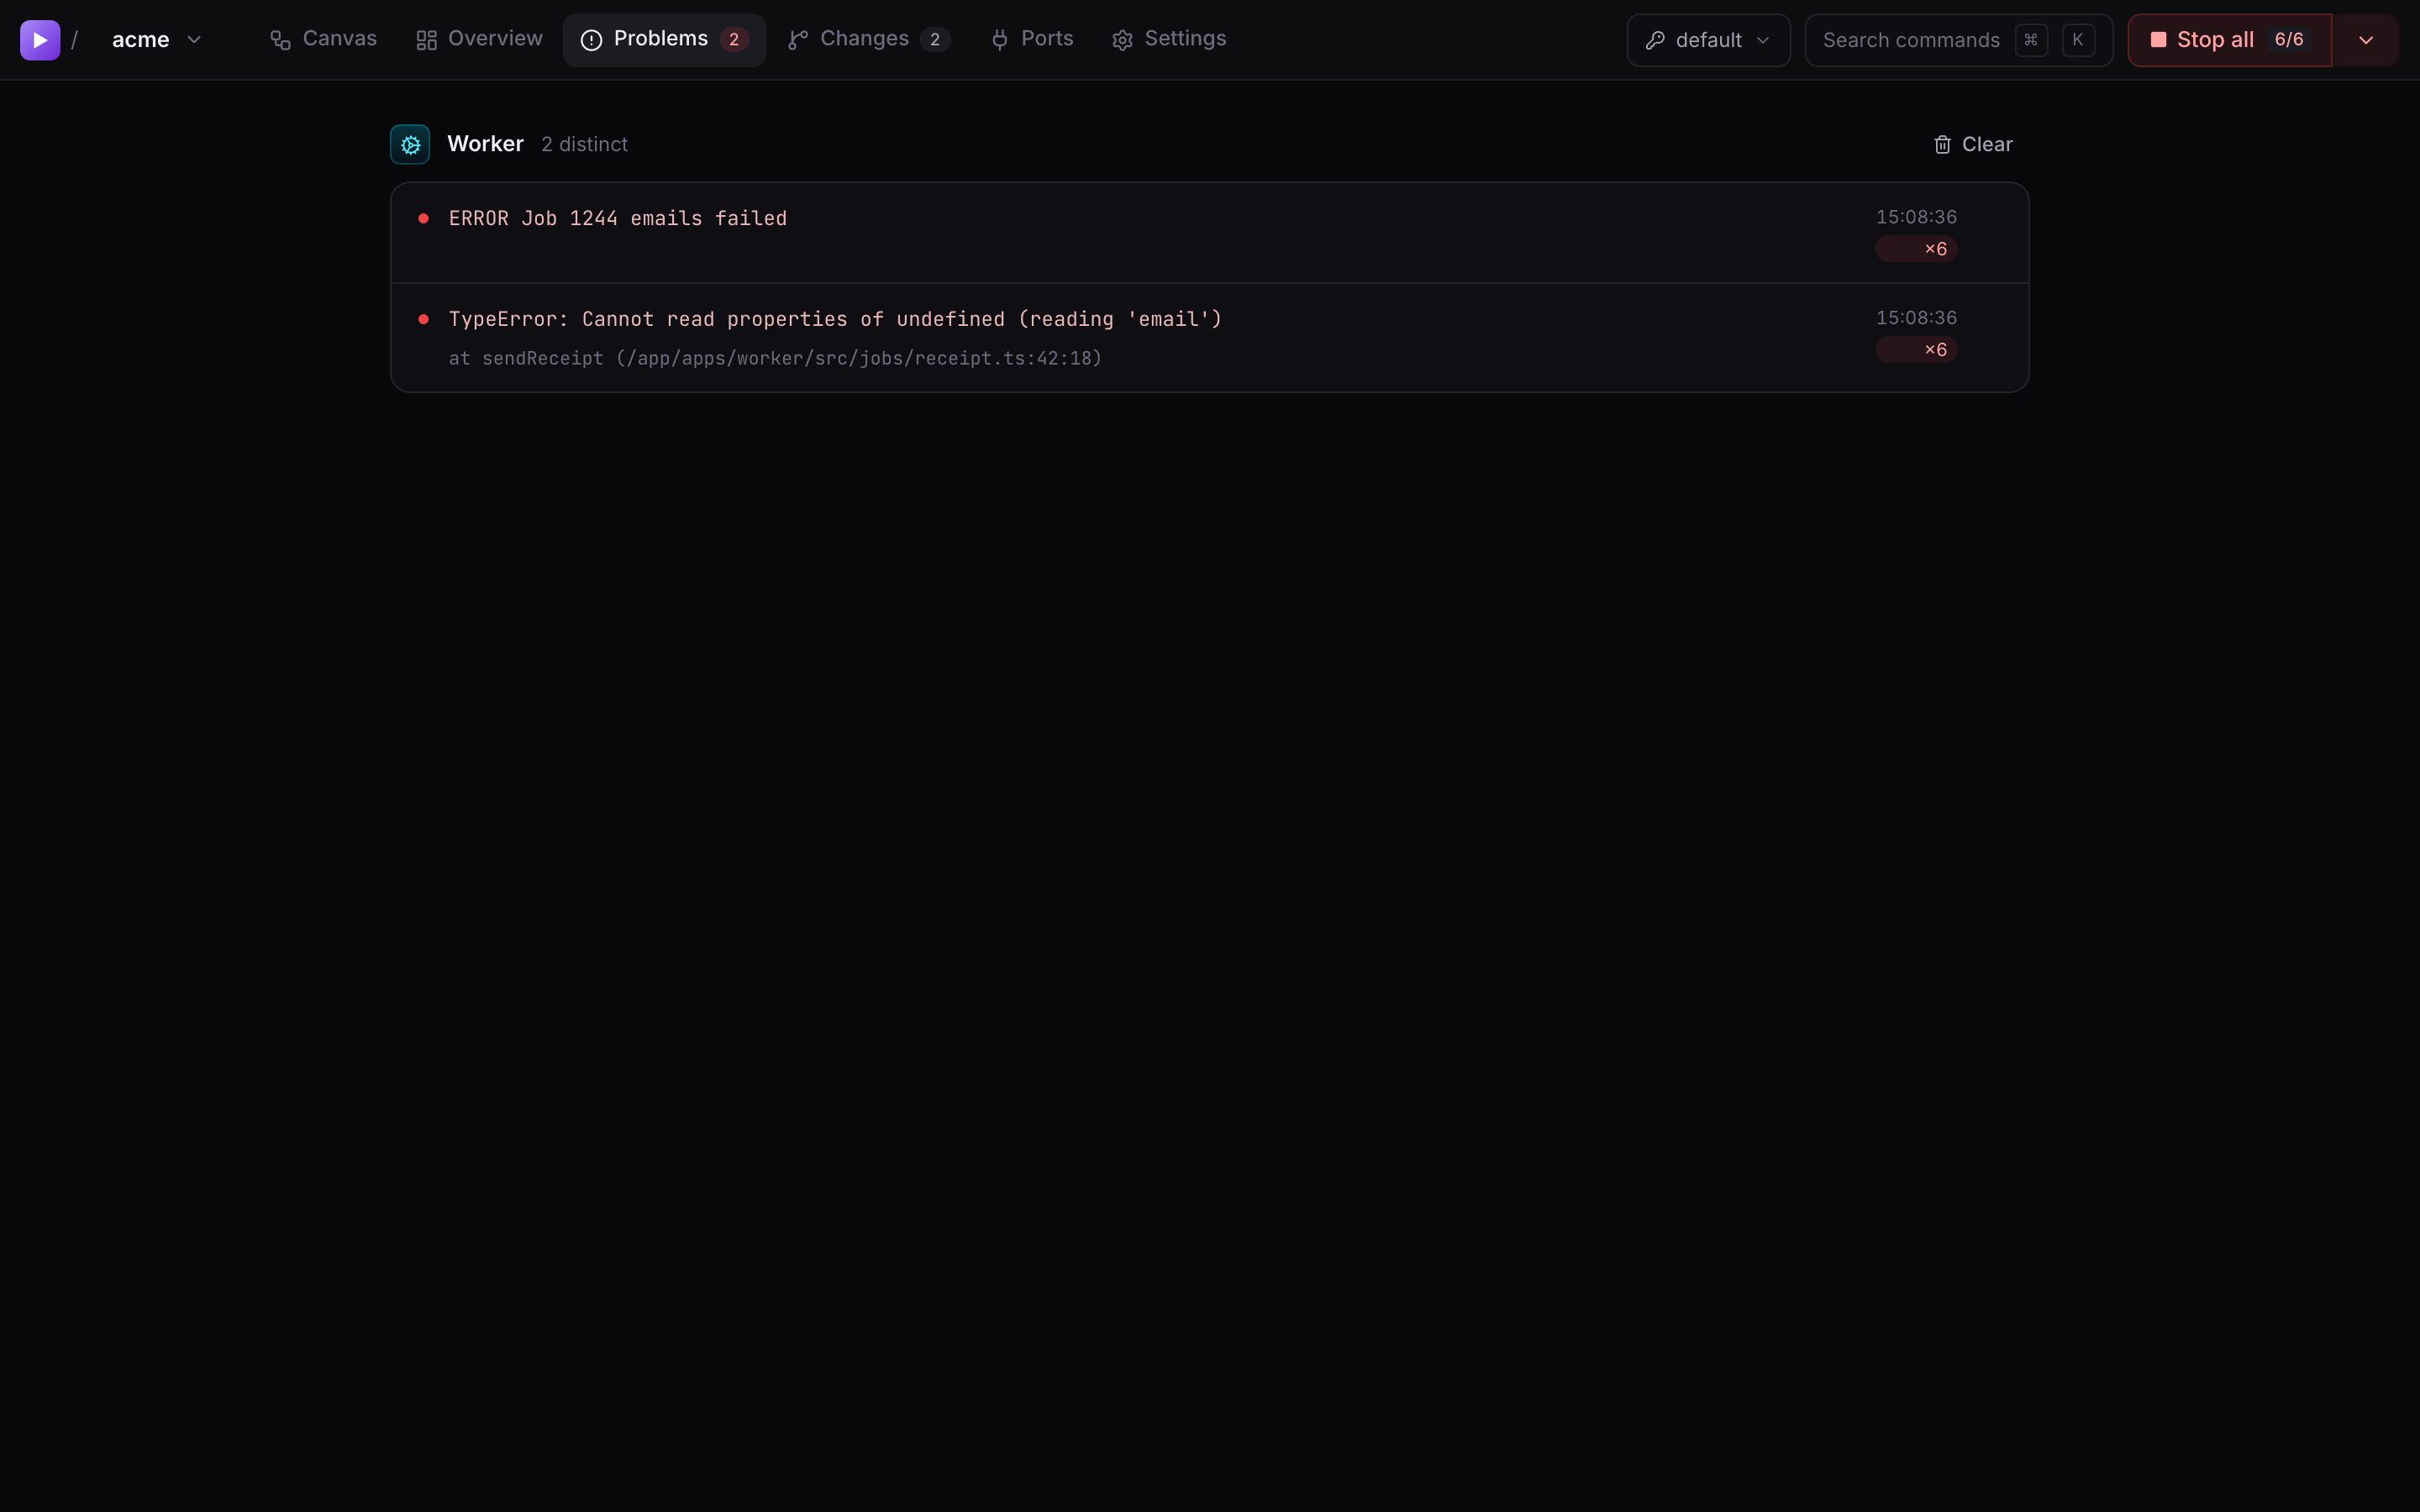 / acme Canvas Overview Problems 2 Changes 2 Ports Settings default Search commands ⌘ K Stop all 6/6
Worker 2 distinct Clear
ERROR Job 1244 emails failed 15:08:36
×6
TypeError: Cannot read properties of undefined (reading 'email') 15:08:36
×6
at sendReceipt (/app/apps/worker/src/jobs/receipt.ts:42:18)